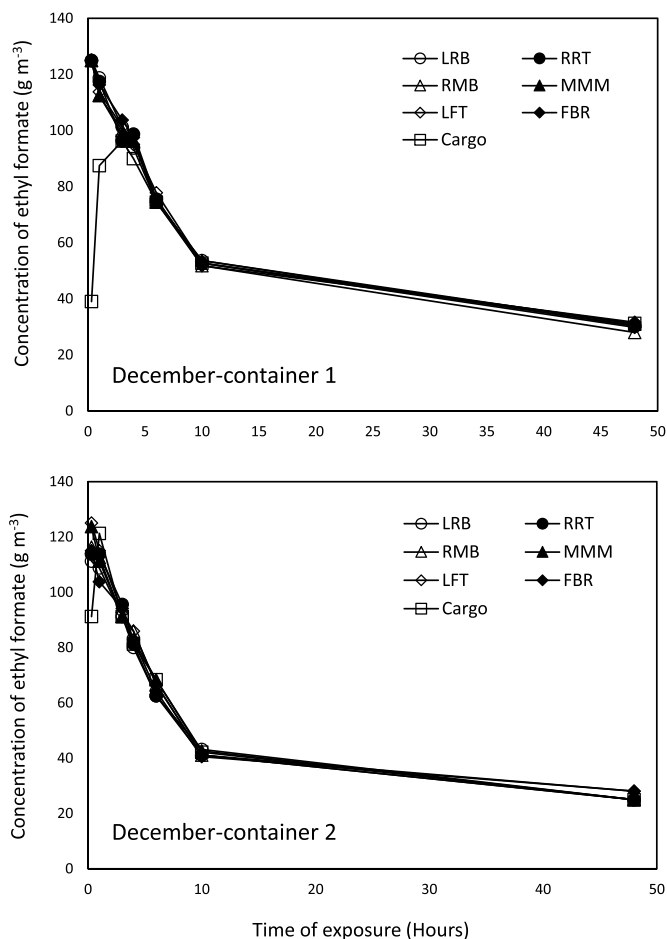 140
120
100
80
60
40
20
0
Concentration of ethyl formate (g m⁻³)
LRB RRT
RMB MMM
LFT FBR
Cargo
December-container 1
0 5 10 15 20 25 30 35 40 45 50
140
120
100
80
60
40
20
0
Concentration of ethyl formate (g m⁻³)
LRB RRT
RMB MMM
LFT FBR
Cargo
December-container 2
0 10 20 30 40 50
Time of exposure (Hours)